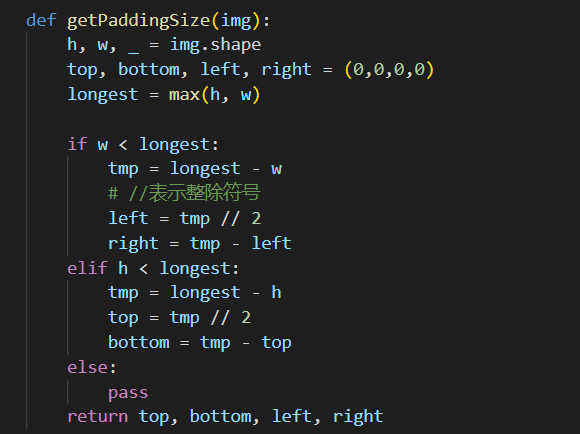 def getPaddingSize(img):
    h, w, _ = img.shape
    top, bottom, left, right = (0,0,0,0)
    longest = max(h, w)

    if w < longest:
        tmp = longest - w
        # //表示整除符号
        left = tmp // 2
        right = tmp - left
    elif h < longest:
        tmp = longest - h
        top = tmp // 2
        bottom = tmp - top
    else:
        pass
    return top, bottom, left, right